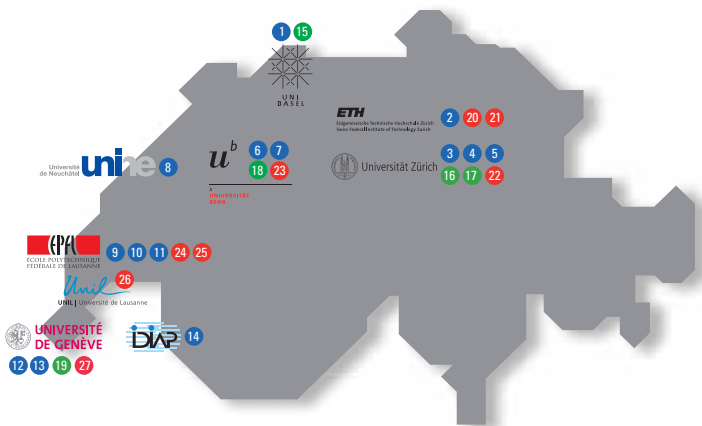 1 15
UNI
BASEL
ETH
Eidgenössische Technische Hochschule Zürich
Swiss Federal Institute of Technology Zurich
2 20 21
u^b
6 7
18 23
b
UNIVERSITÄT
BERN
Universität Zürich
3 4 5
16 17 22
Université
de Neuchâtel
unine
8
EPFL
ÉCOLE POLYTECHNIQUE
FÉDÉRALE DE LAUSANNE
9 10 11 24 25
Unil
26
UNIL | Université de Lausanne
UNIVERSITÉ
DE GENÈVE
12 13 19 27
IDIAP
14